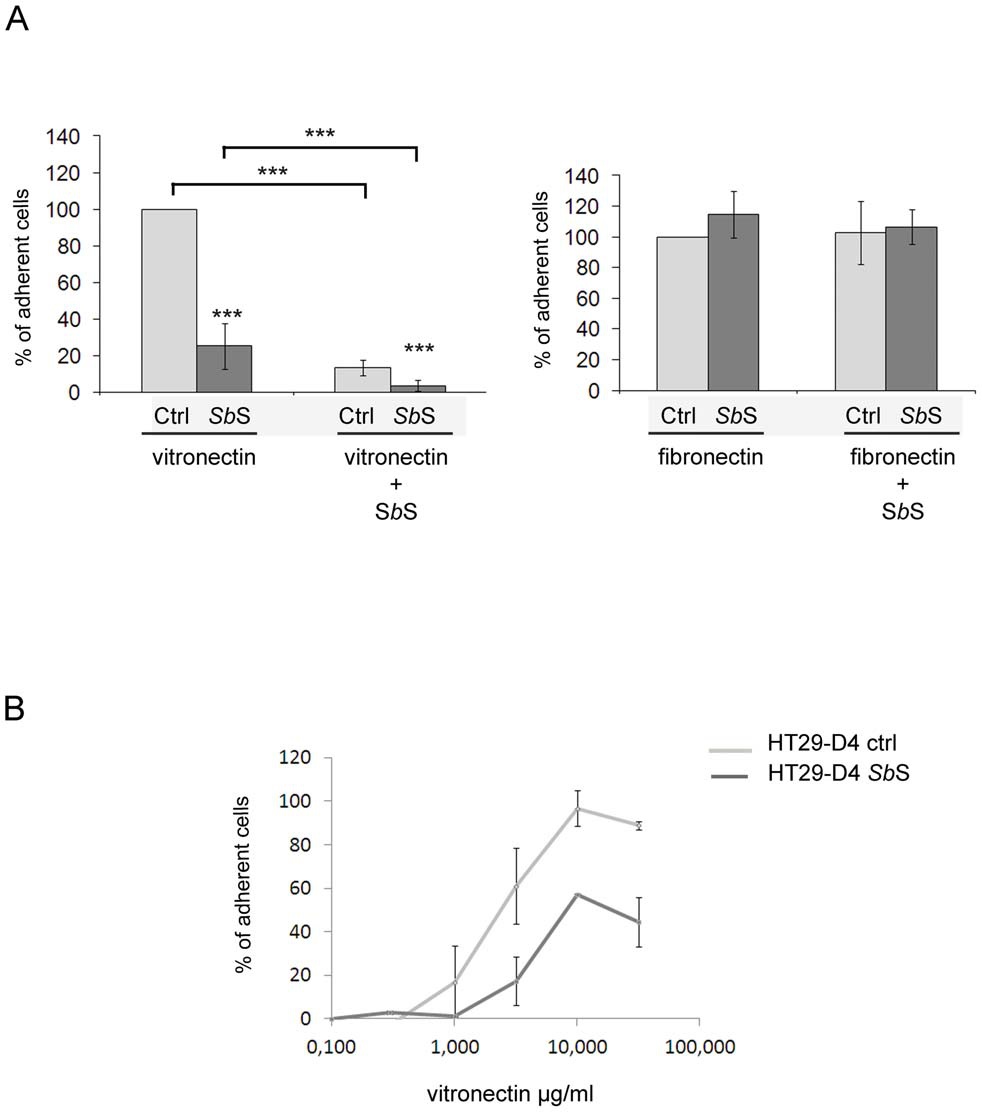 A
% of adherent cells
140
120
100
80
60
40
20
0
***
***
***
***
Ctrl SbS
Ctrl SbS
vitronectin
vitronectin
+
SbS
% of adherent cells
140
120
100
80
60
40
20
0
Ctrl SbS
Ctrl SbS
fibronectin
fibronectin
+
SbS
B
HT29-D4 ctrl
HT29-D4 SbS
% of adherent cells
120
100
80
60
40
20
0
0,100 1,000 10,000 100,000
vitronectin µg/ml